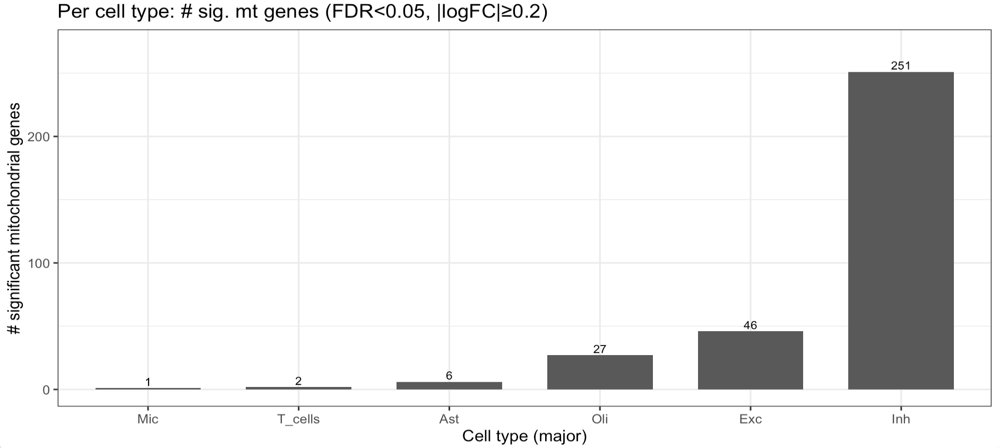 Per cell type: # sig. mt genes (FDR<0.05, |logFC|≥0.2)
# significant mitochondrial genes
200
100
0
1
2
6
27
46
251
Mic
T_cells
Ast
Oli
Exc
Inh
Cell type (major)